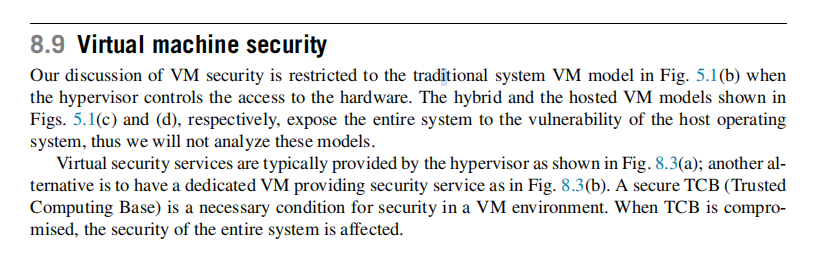 8.9 Virtual machine security
Our discussion of VM security is restricted to the traditional system VM model in Fig. 5.1(b) when
the hypervisor controls the access to the hardware. The hybrid and the hosted VM models shown in
Figs. 5.1(c) and (d), respectively, expose the entire system to the vulnerability of the host operating
system, thus we will not analyze these models.
Virtual security services are typically provided by the hypervisor as shown in Fig. 8.3(a); another al-
ternative is to have a dedicated VM providing security service as in Fig. 8.3(b). A secure TCB (Trusted
Computing Base) is a necessary condition for security in a VM environment. When TCB is compro-
mised, the security of the entire system is affected.